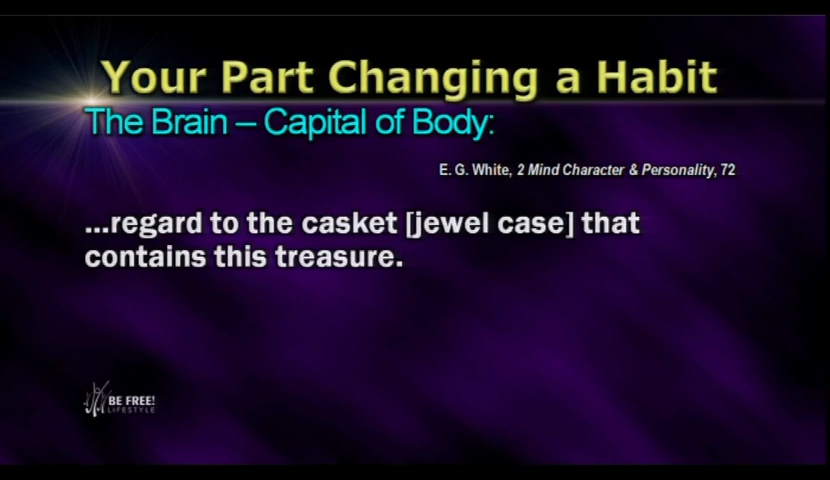 Your Part Changing a Habit
The Brain – Capital of Body:
E. G. White, 2 Mind Character & Personality, 72
...regard to the casket [jewel case] that
contains this treasure.
BE FREE!
LIFESTYLE